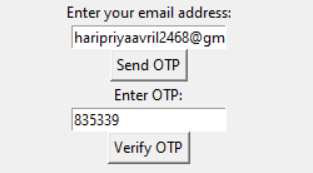 Enter your email address:
haripriyaavril2468@gm
Send OTP
Enter OTP:
835339
Verify OTP